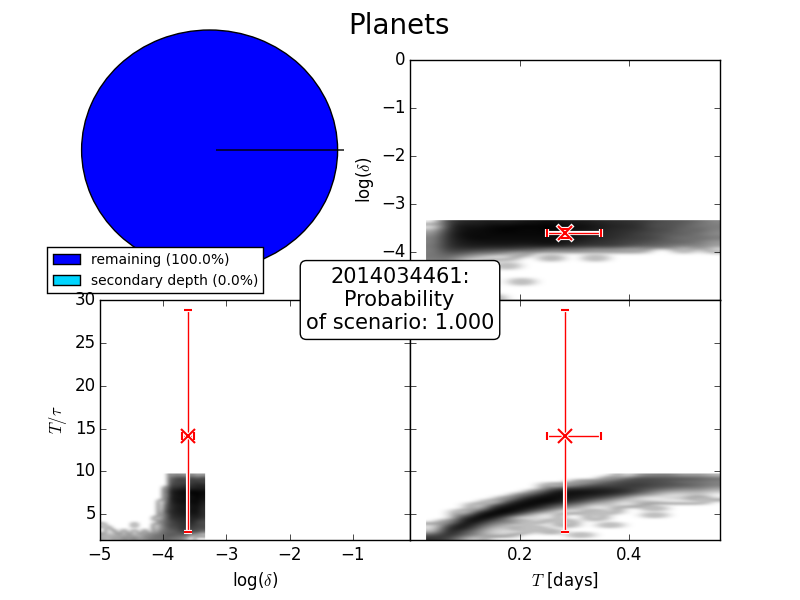 Planets
remaining (100.0%)
secondary depth (0.0%)
0
−1
−2
−3
−4
log(δ)
2014034461:
Probability
of scenario: 1.000
30
25
20
15
10
5
T/τ
−5 −4 −3 −2 −1
log(δ)
0.2 0.4
T [days]